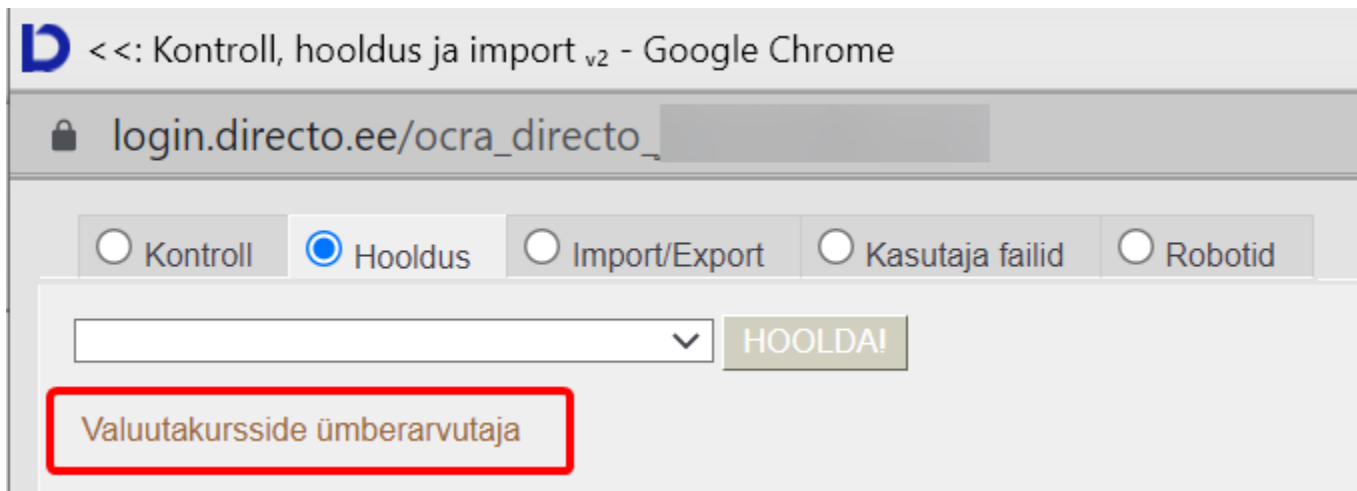 <<: Kontroll, hooldus ja import v2 - Google Chrome
login.directo.ee/ocra_directo_
Kontroll Hooldus Import/Export Kasutaja failid Robotid
HOOLDA!
Valuutakursside ümberarvutaja